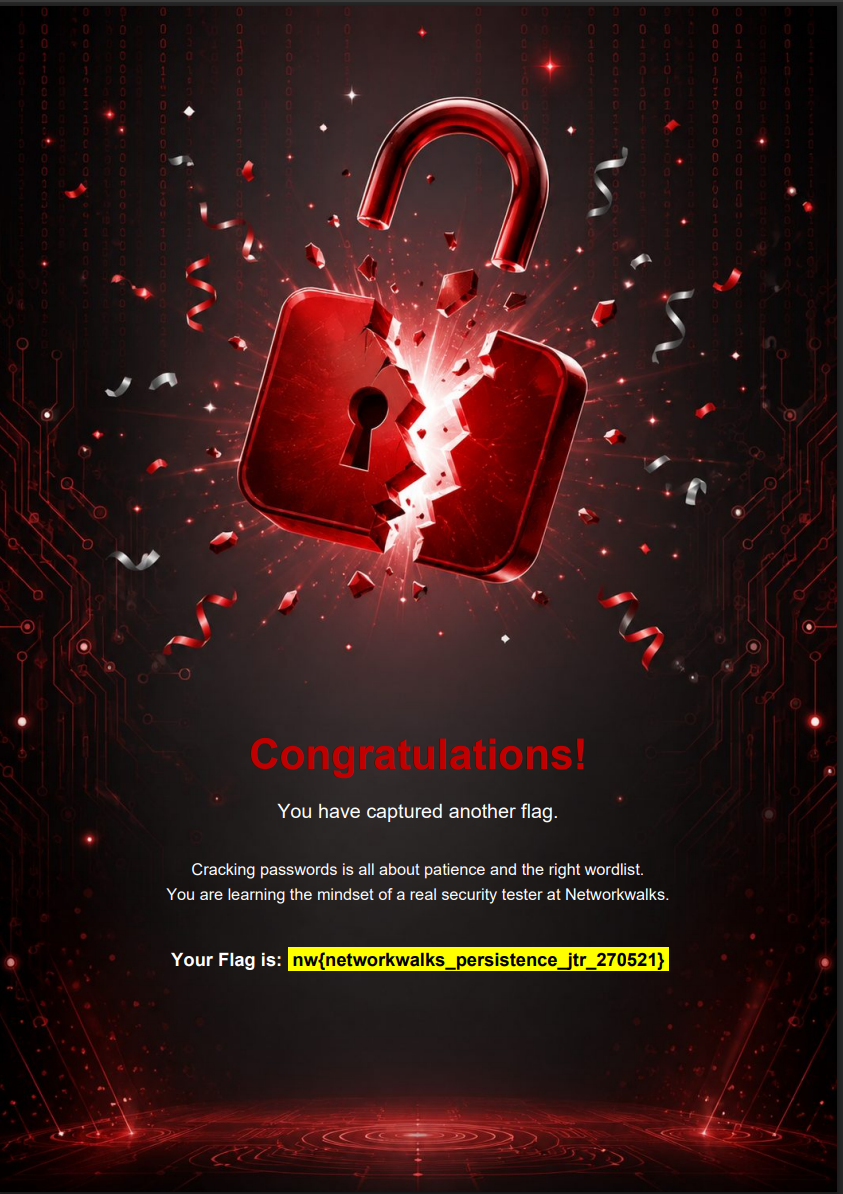 Congratulations!
You have captured another flag.
Cracking passwords is all about patience and the right wordlist.
You are learning the mindset of a real security tester at Networkwalks.
Your Flag is: nw{networkwalks_persistence_jtr_270521}